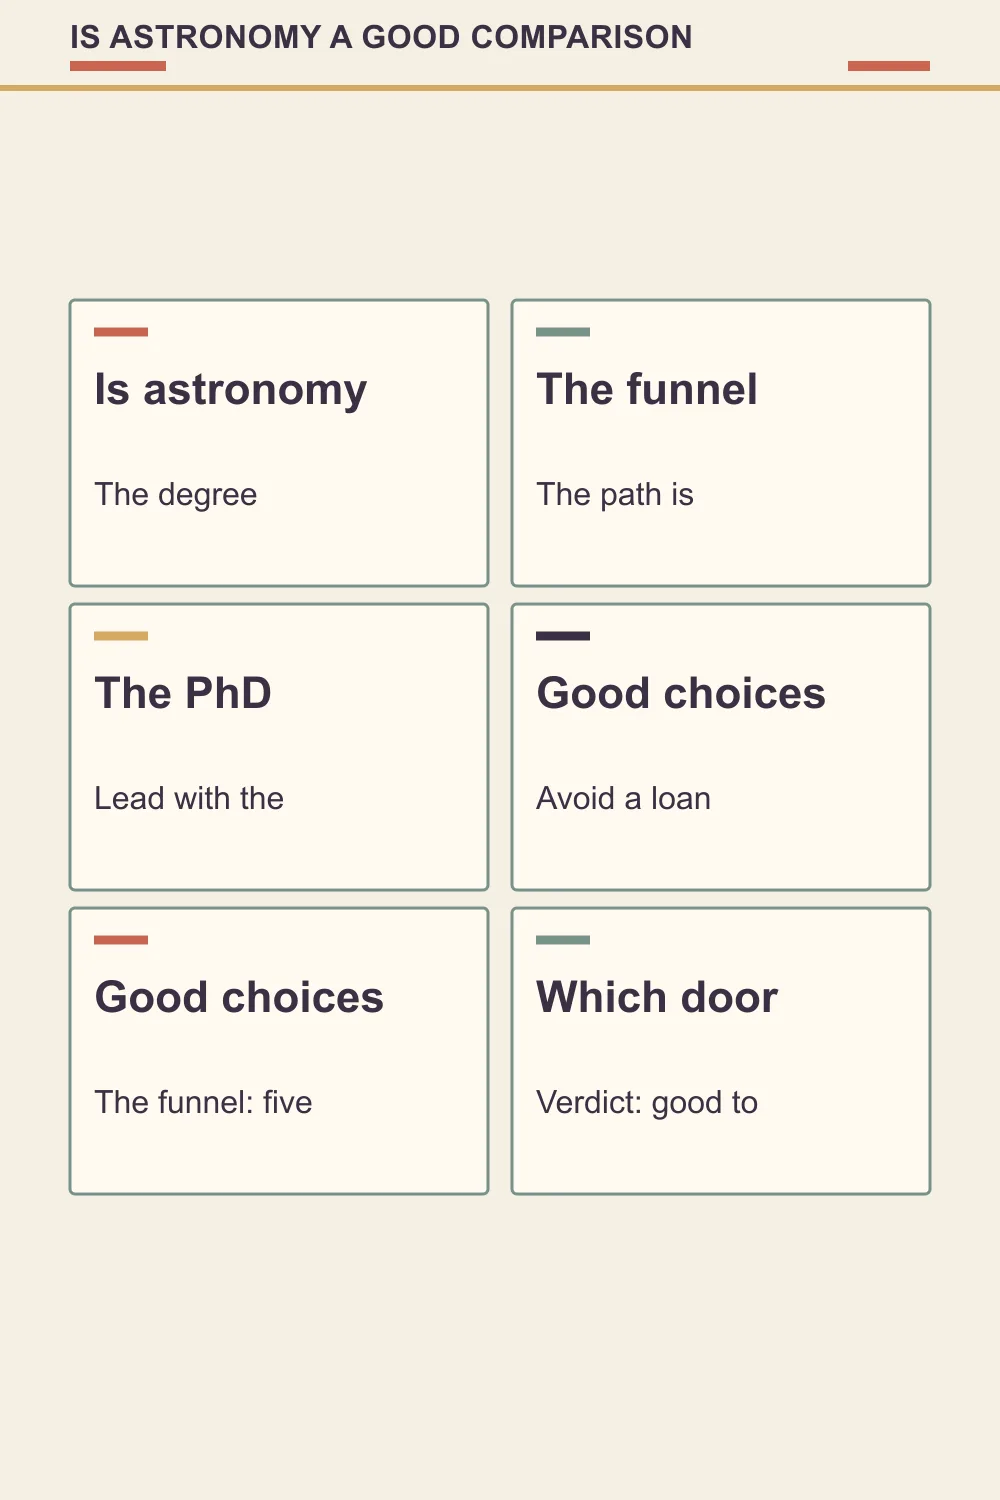 IS ASTRONOMY A GOOD COMPARISON
Is astronomy
The degree
The funnel
The path is
The PhD
Lead with the
Good choices
Avoid a loan
Good choices
The funnel: five
Which door
Verdict: good to